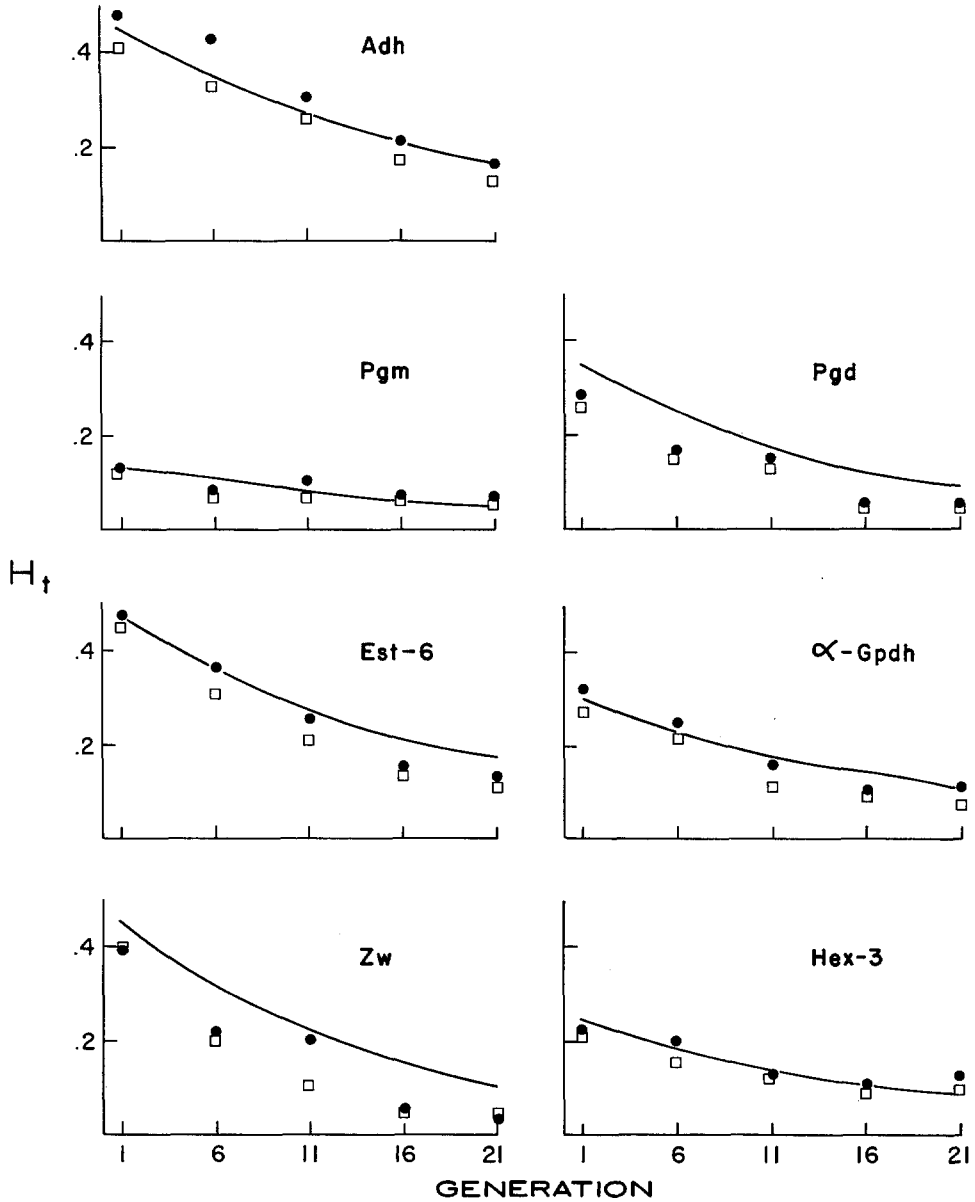 Adh
.4
.2
Pgm
.4
.2
Pgd
Ht
Est-6
.4
.2
α-Gpdh
Zw
.4
.2
Hex-3
1 6 11 16 21
1 6 11 16 21
GENERATION